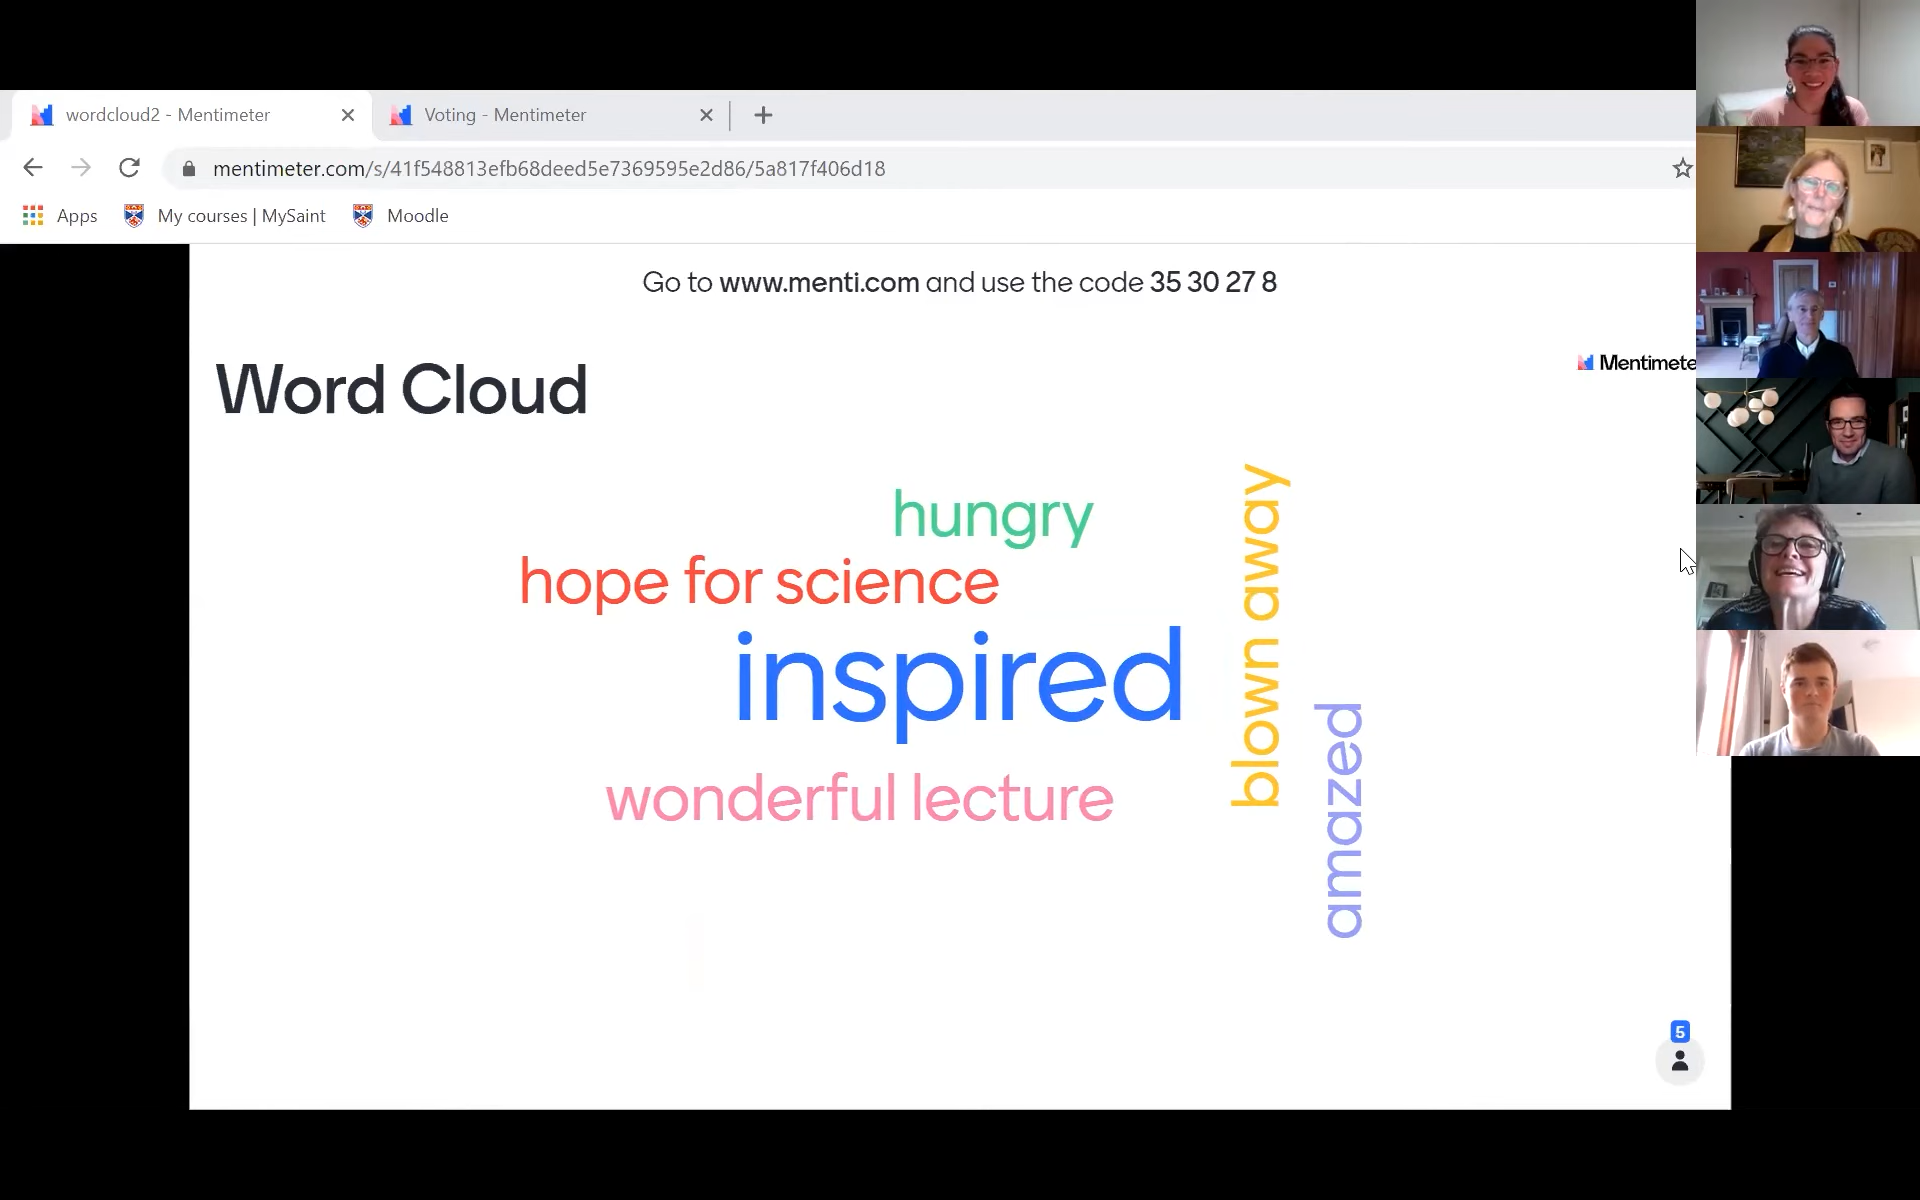 wordcloud2 - Mentimeter
Voting - Mentimeter
mentimeter.com/s/41f548813efb68deed5e7369595e2d86/5a817f406d18
Apps
My courses | MySaint
Moodle
Go to www.menti.com and use the code 35 30 27 8
Word Cloud
Mentimete
hungry
hope for science
inspired
wonderful lecture
blown away
amazed
5